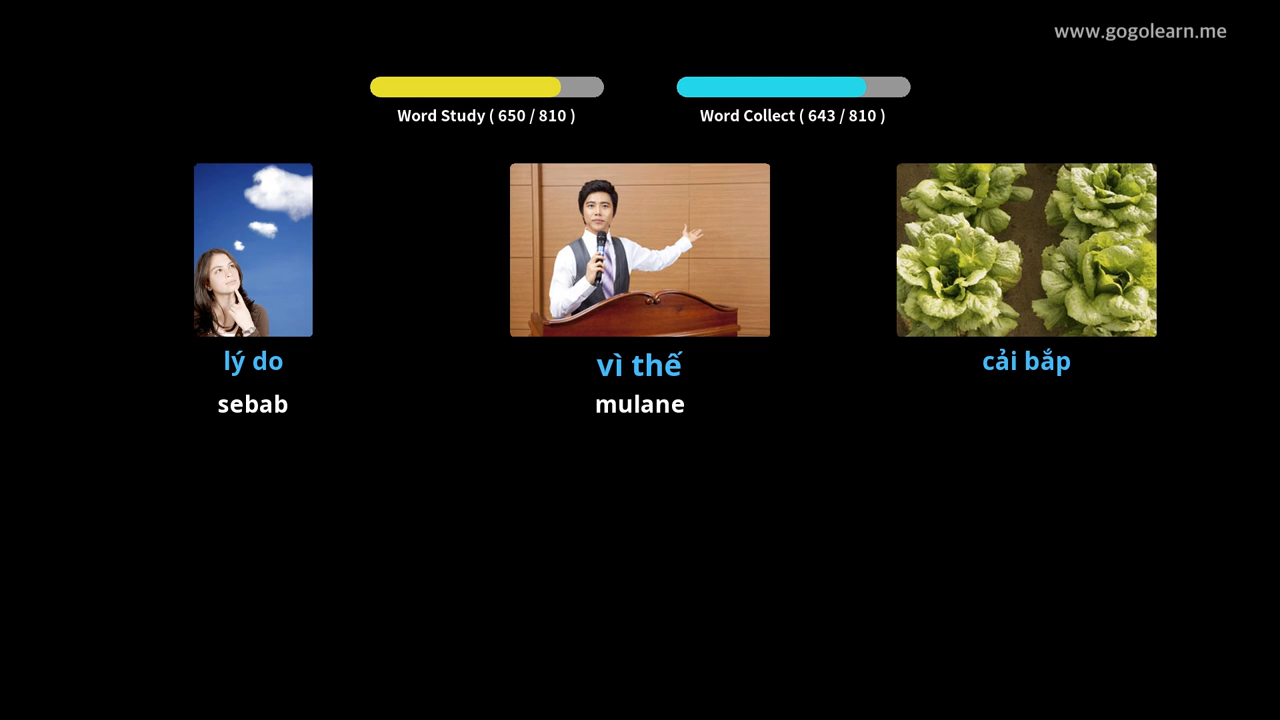 www.gogolearn.me
Word Study ( 650 / 810 )
Word Collect ( 643 / 810 )
lý do
vì thế
cải bắp
sebab
mulane